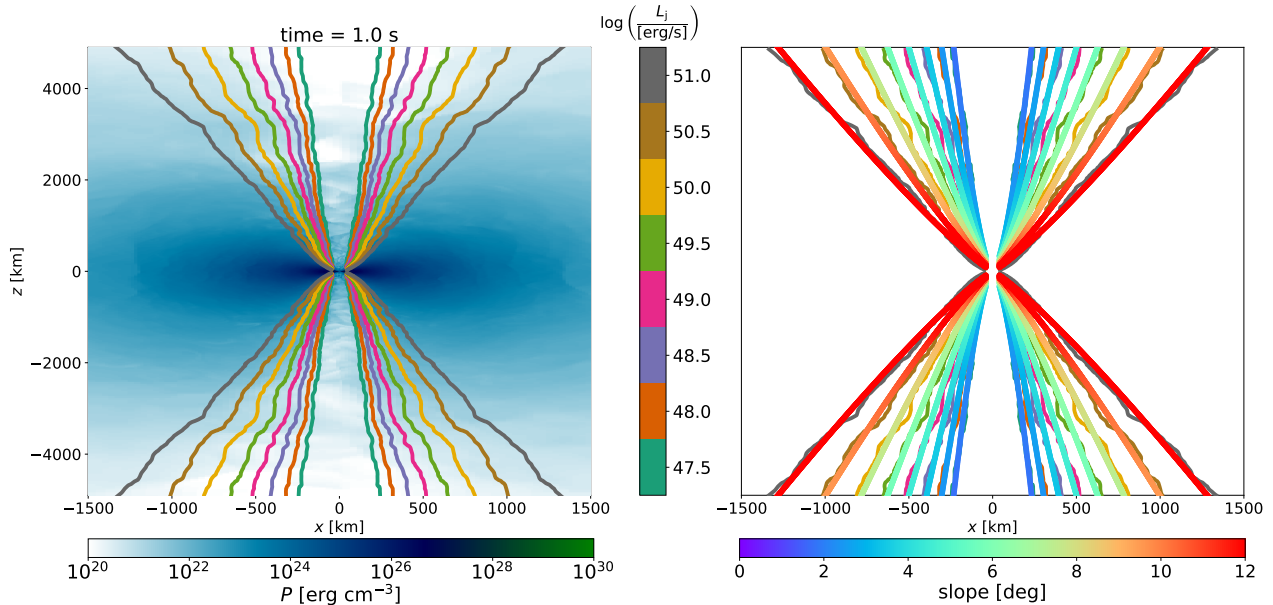 time = 1.0 s
4000
2000
0
−2000
−4000
z [km]
−1500 −1000 −500 0 500 1000 1500
x [km]
10^20 10^22 10^24 10^26 10^28 10^30
P [erg cm^−3]
log (L_j / [erg/s])
51.0
50.5
50.0
49.5
49.0
48.5
48.0
47.5
−1500 −1000 −500 0 500 1000 1500
x [km]
0 2 4 6 8 10 12
slope [deg]